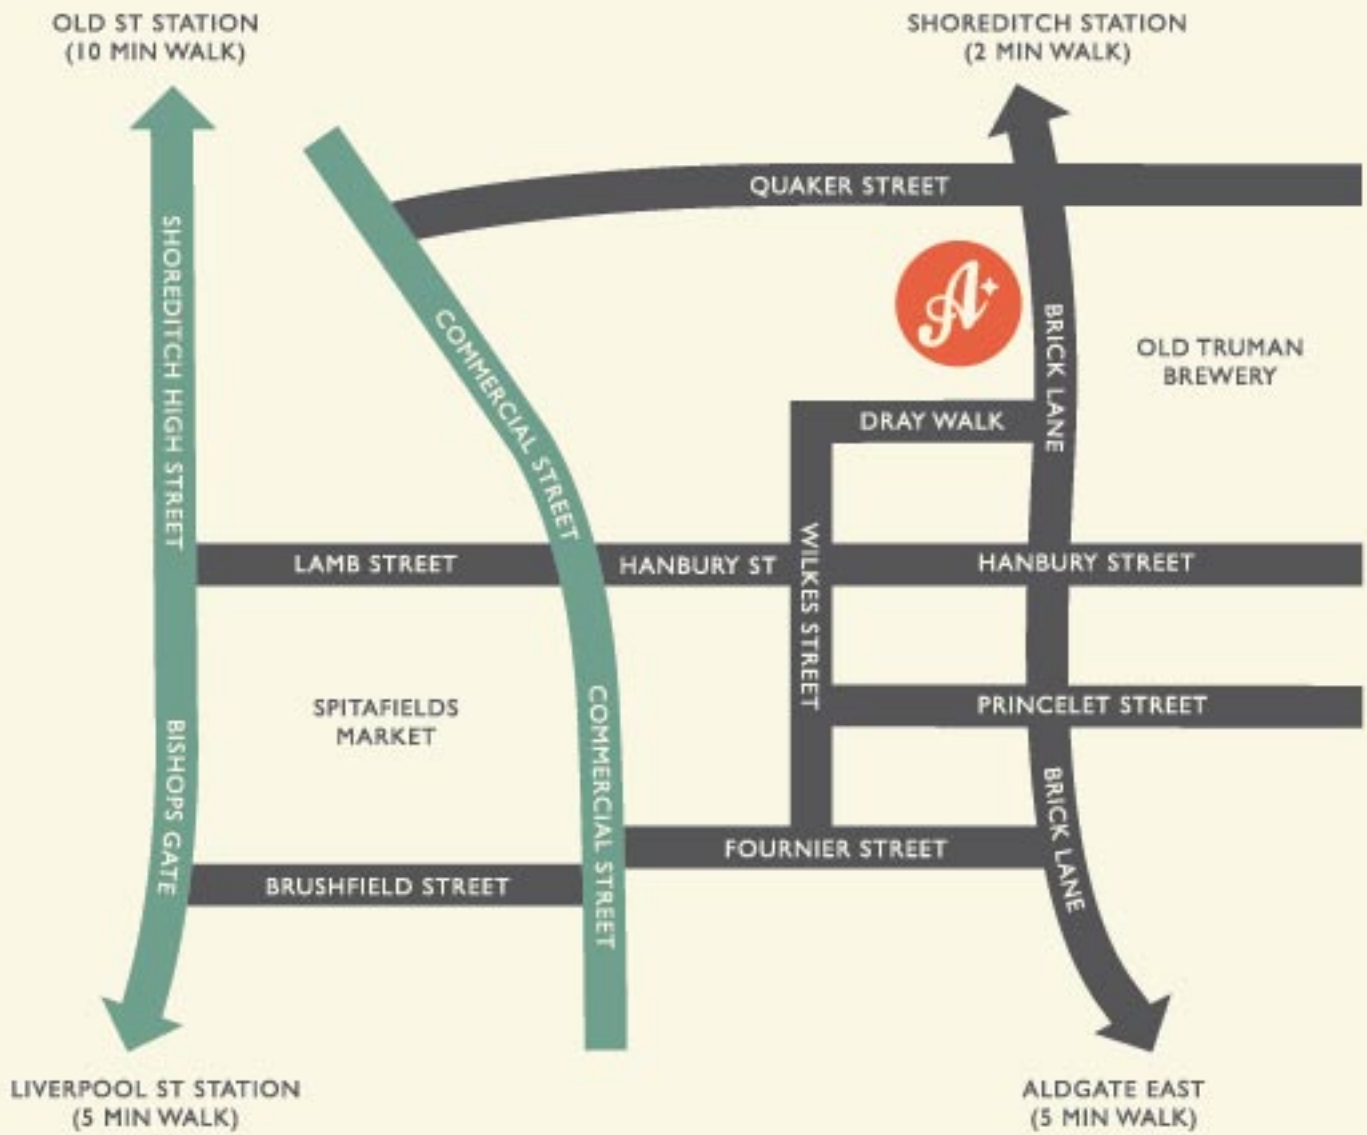 OLD ST STATION
(10 MIN WALK)
SHOREDITCH STATION
(2 MIN WALK)
QUAKER STREET
SHOREDITCH HIGH STREET
COMMERCIAL STREET
A+
BRICK LANE
OLD TRUMAN
BREWERY
DRAY WALK
LAMB STREET
HANBURY ST
WILKES STREET
HANBURY STREET
SPITAFIELDS
MARKET
PRINCELET STREET
BISHOPS GATE
COMMERCIAL STREET
BRICK LANE
FOURNIER STREET
BRUSHFIELD STREET
LIVERPOOL ST STATION
(5 MIN WALK)
ALDGATE EAST
(5 MIN WALK)